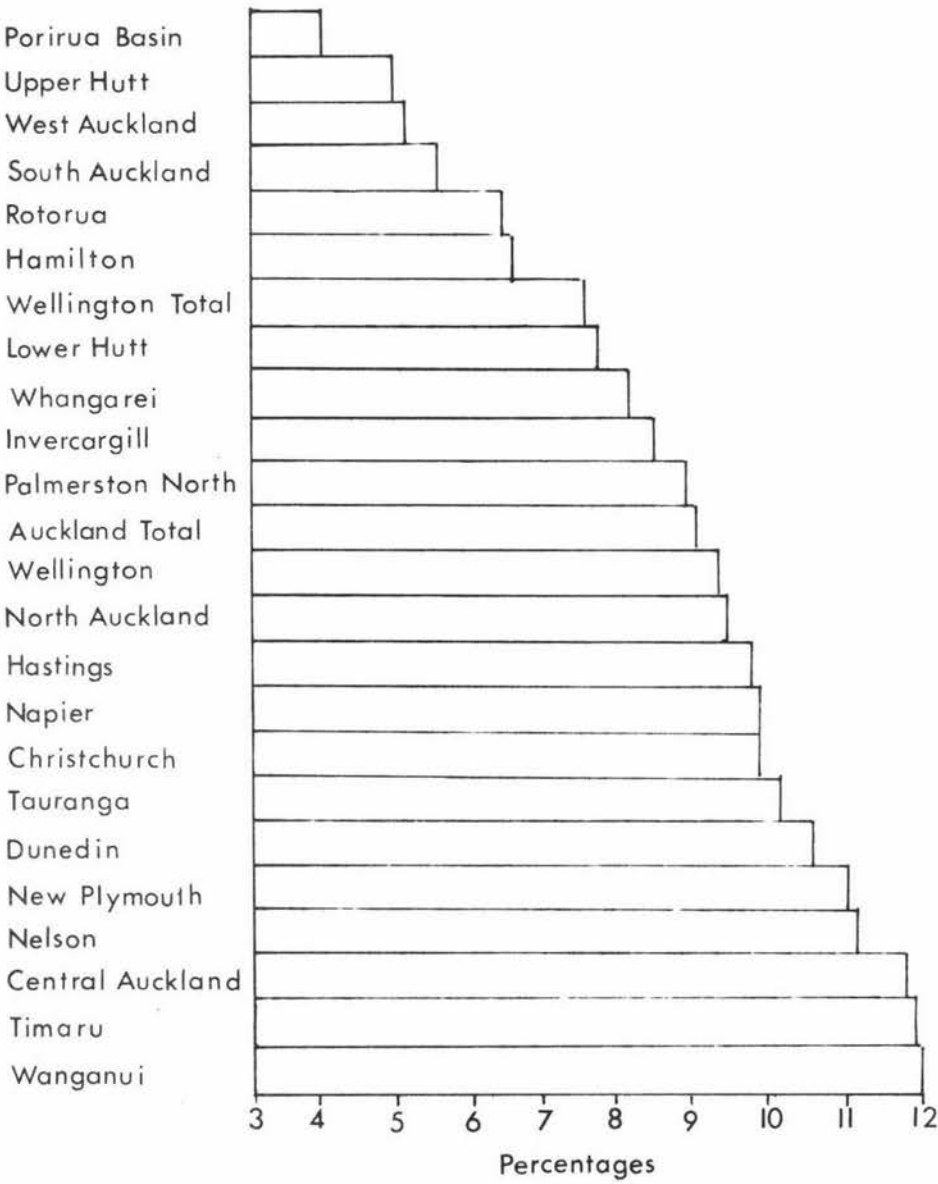 Porirua Basin
Upper Hutt
West Auckland
South Auckland
Rotorua
Hamilton
Wellington Total
Lower Hutt
Whangarei
Invercargill
Palmerston North
Auckland Total
Wellington
North Auckland
Hastings
Napier
Christchurch
Tauranga
Dunedin
New Plymouth
Nelson
Central Auckland
Timaru
Wanganui
3 4 5 6 7 8 9 10 11 12
Percentages